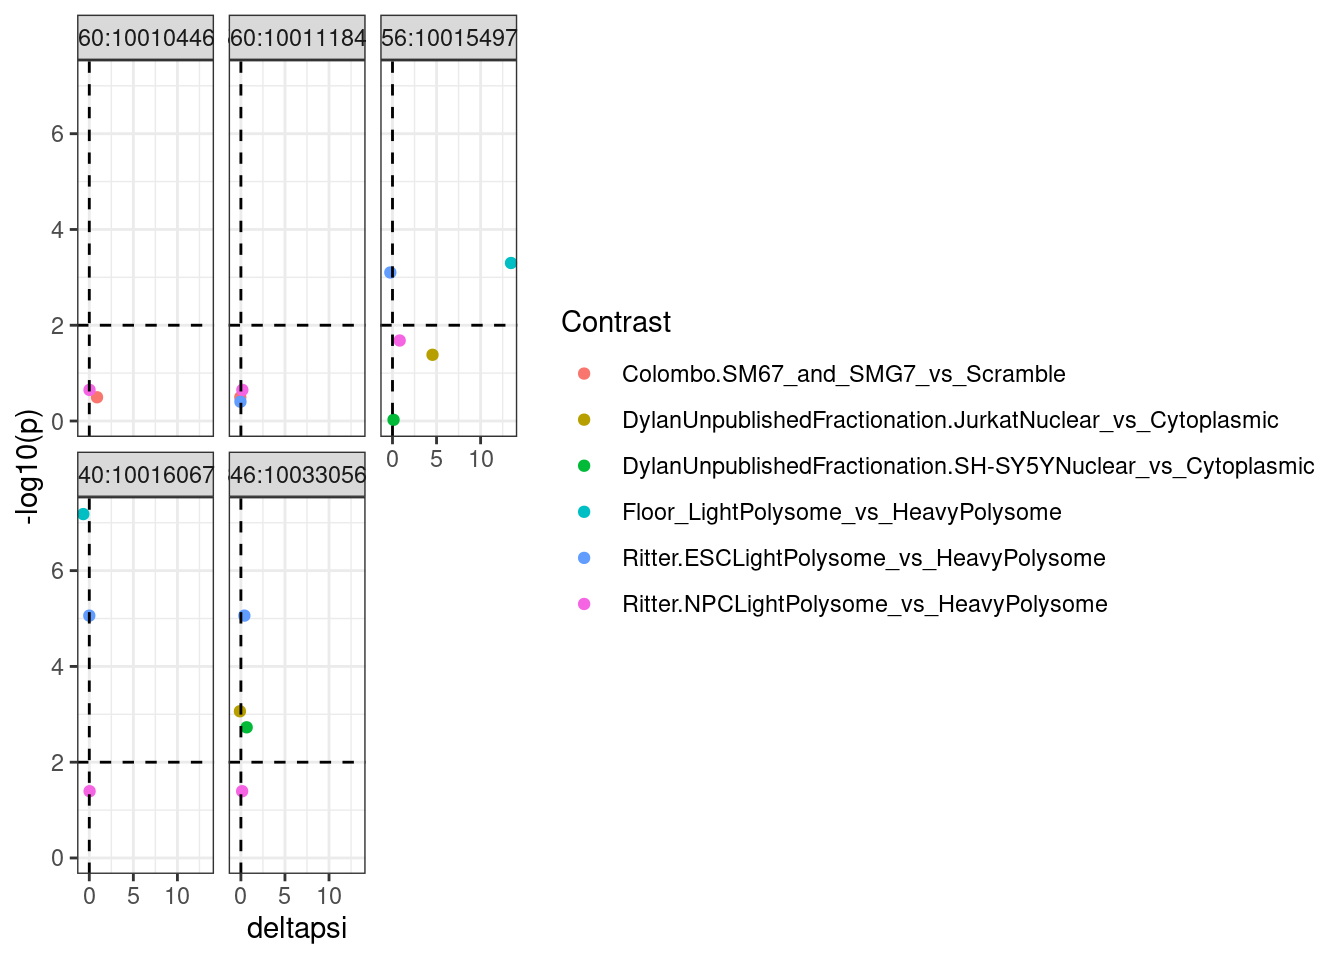 60:10010446
60:10011184
56:10015497
6
4
2
0
0 5 10
40:10016067
46:10033056
6
4
2
0
0 5 10
0 5 10
deltapsi
-log10(p)
Contrast
Colombo.SM67_and_SMG7_vs_Scramble
DylanUnpublishedFractionation.JurkatNuclear_vs_Cytoplasmic
DylanUnpublishedFractionation.SH-SY5YNuclear_vs_Cytoplasmic
Floor_LightPolysome_vs_HeavyPolysome
Ritter.ESCLightPolysome_vs_HeavyPolysome
Ritter.NPCLightPolysome_vs_HeavyPolysome